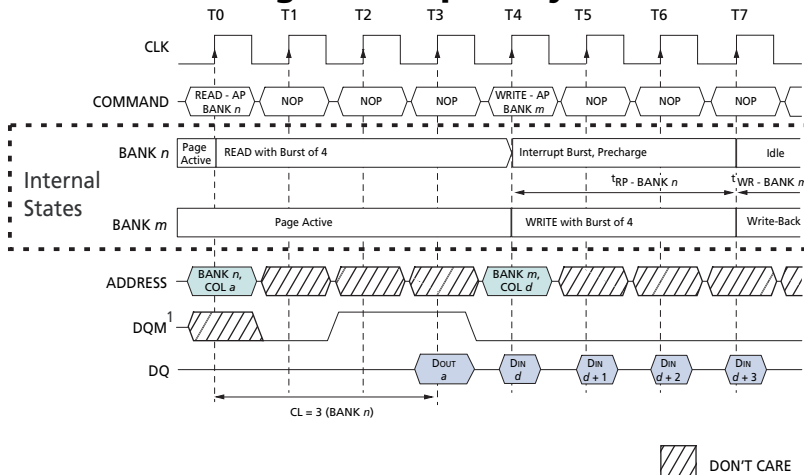 T0 T1 T2 T3 T4 T5 T6 T7
CLK
COMMAND READ - AP BANK n NOP NOP NOP WRITE - AP BANK m NOP NOP NOP
Internal States
BANK n Page Active READ with Burst of 4 Interrupt Burst, Precharge Idle
tRP - BANK n tWR - BANK m
BANK m Page Active WRITE with Burst of 4 Write-Back
ADDRESS BANK n, COL a BANK m, COL d
DQM1
DQ DOUT a DIN d DIN d + 1 DIN d + 2 DIN d + 3
CL = 3 (BANK n)
DON'T CARE